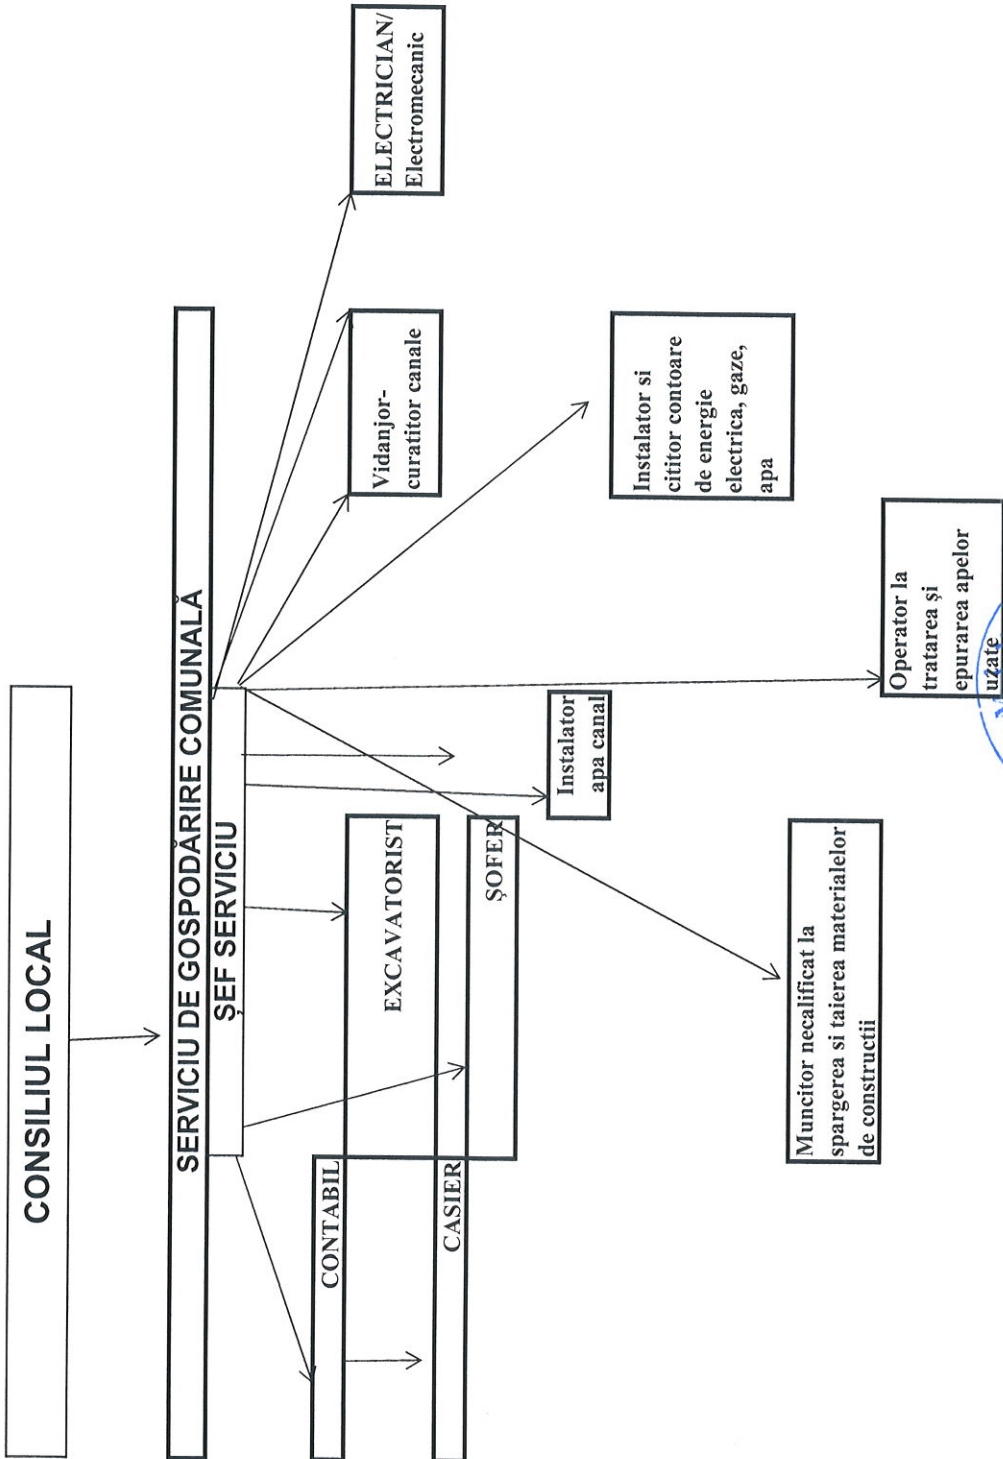 CONSILIUL LOCAL
SERVICIU DE GOSPODĂRIRE COMUNALĂ
ȘEF SERVICIU
CONTABIL
CASIER
EXCAVATORIST
ŞOFER
Instalator
apa canal
Vidanjor-
curatitor canale
ELECTRICIAN/
Electromecanic
Instalator si
cititor contoare
de energie
electrica, gaze,
apa
Muncitor necalificat la
spargerea si taierea materialelor
de constructii
Operator la
tratarea și
epurarea apelor
uzate